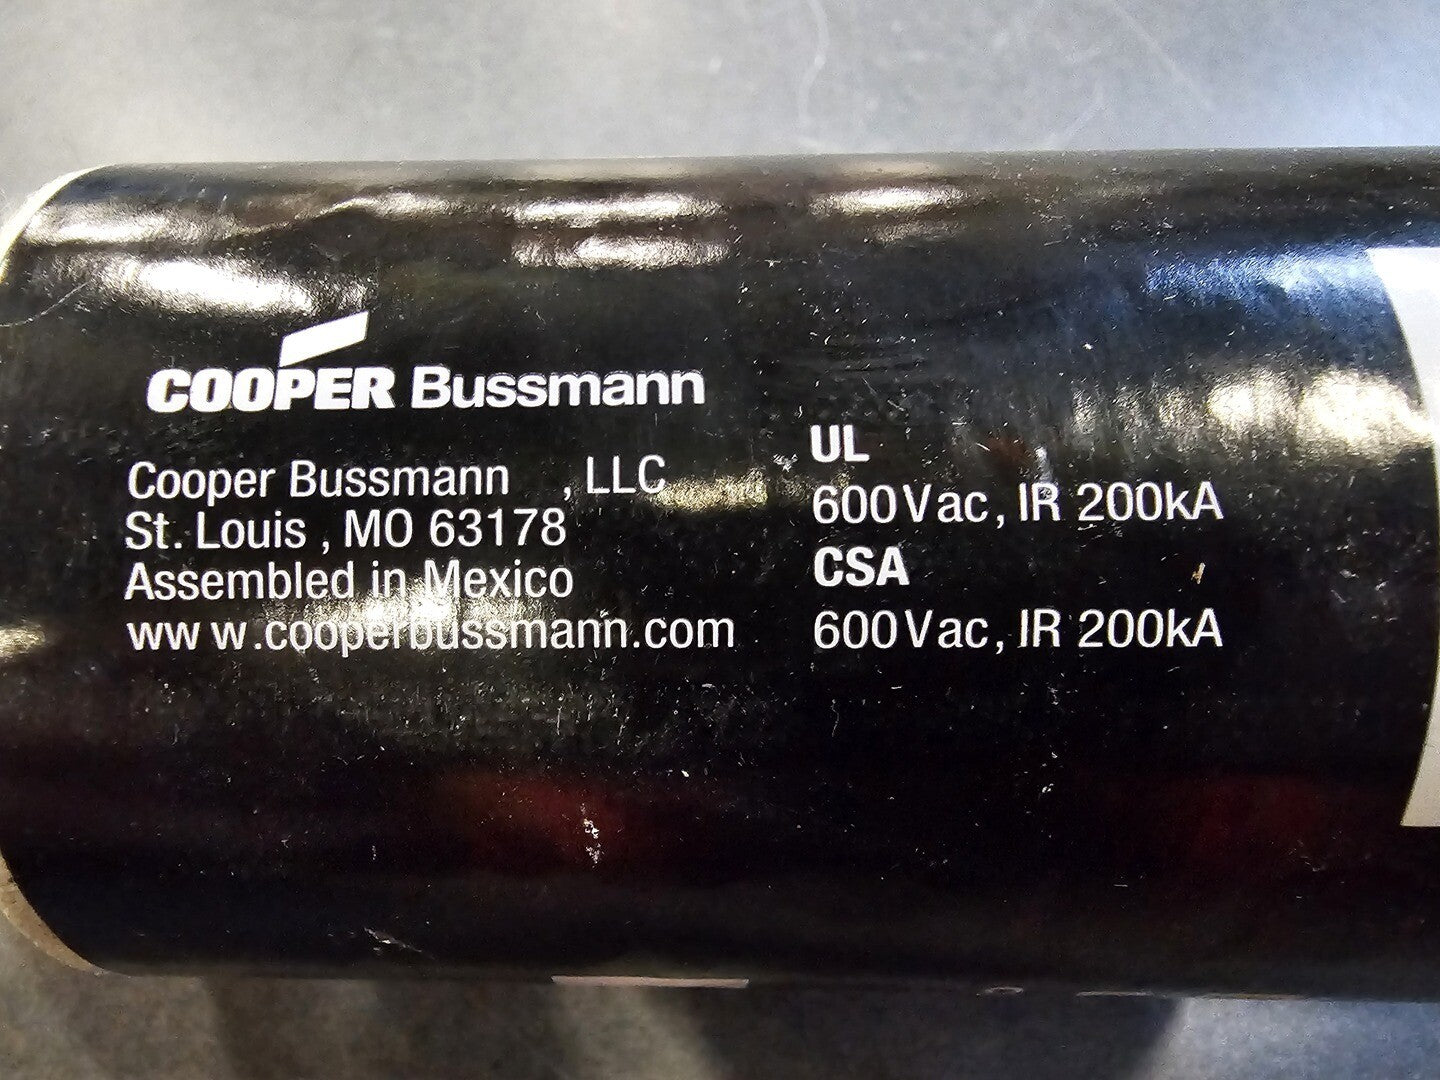 COOPER Bussmann
Cooper Bussmann , LLC
St. Louis , MO 63178
Assembled in Mexico
www.cooperbussmann.com
UL
600Vac, IR 200kA
CSA
600Vac, IR 200kA